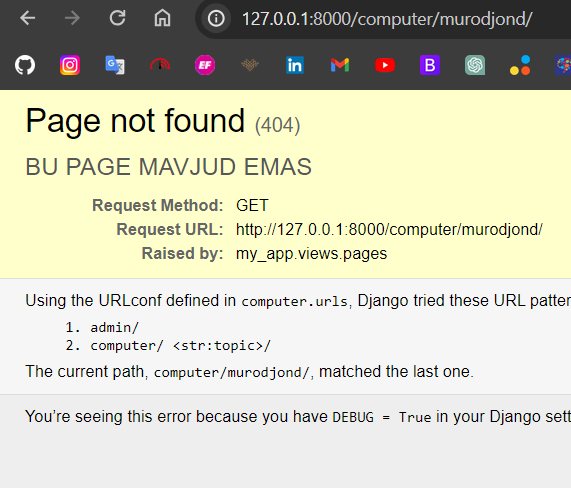 127.0.0.1:8000/computer/murodjond/
EF
in
B
Page not found (404)
BU PAGE MAVJUD EMAS
Request Method: GET
Request URL: http://127.0.0.1:8000/computer/murodjond/
Raised by: my_app.views.pages
Using the URLconf defined in computer.urls, Django tried these URL patter
1. admin/
2. computer/ <str:topic>/
The current path, computer/murodjond/, matched the last one.
You’re seeing this error because you have DEBUG = True in your Django sett